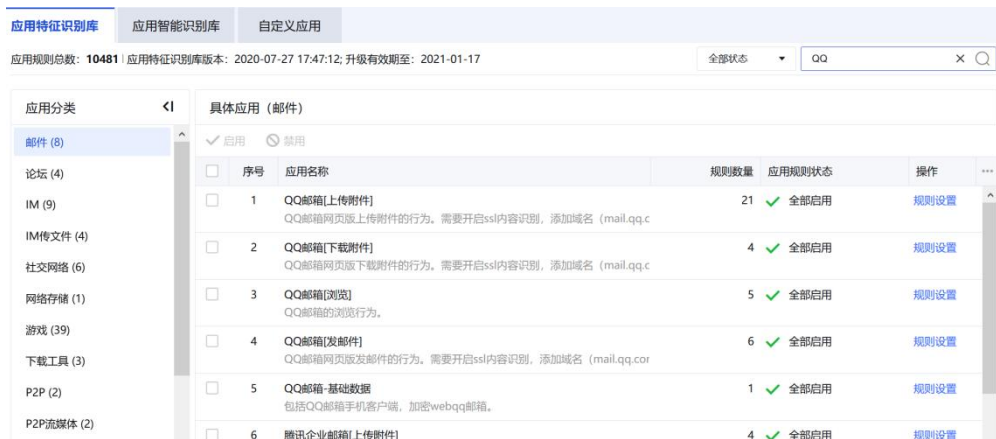 应用特征识别库 应用智能识别库 自定义应用
应用规则总数：10481 | 应用特征识别库版本：2020-07-27 17:47:12; 升级有效期至：2021-01-17 全部状态 QQ
应用分类 具体应用（邮件）
邮件 (8) 启用 禁用
论坛 (4) 序号 应用名称 规则数量 应用规则状态 操作
IM (9) 1 QQ邮箱[上传附件] 21 全部启用 规则设置
QQ邮箱网页版上传附件的行为。需要开启ssl内容识别，添加域名（mail.qq.c
IM传文件 (4) 2 QQ邮箱[下载附件] 4 全部启用 规则设置
社交网络 (6) QQ邮箱网页版下载附件的行为。需要开启ssl内容识别，添加域名（mail.qq.c
网络存储 (1) 3 QQ邮箱[浏览] 5 全部启用 规则设置
QQ邮箱的浏览行为。
游戏 (39) 4 QQ邮箱[发邮件] 6 全部启用 规则设置
下载工具 (3) QQ邮箱网页版发邮件的行为。需要开启ssl内容识别，添加域名（mail.qq.cor
P2P (2) 5 QQ邮箱-基础数据 1 全部启用 规则设置
包括QQ邮箱手机客户端，加密webqq邮箱。
P2P流媒体 (2) 6 腾讯企业邮箱[上传附件] 4 全部启用 规则设置